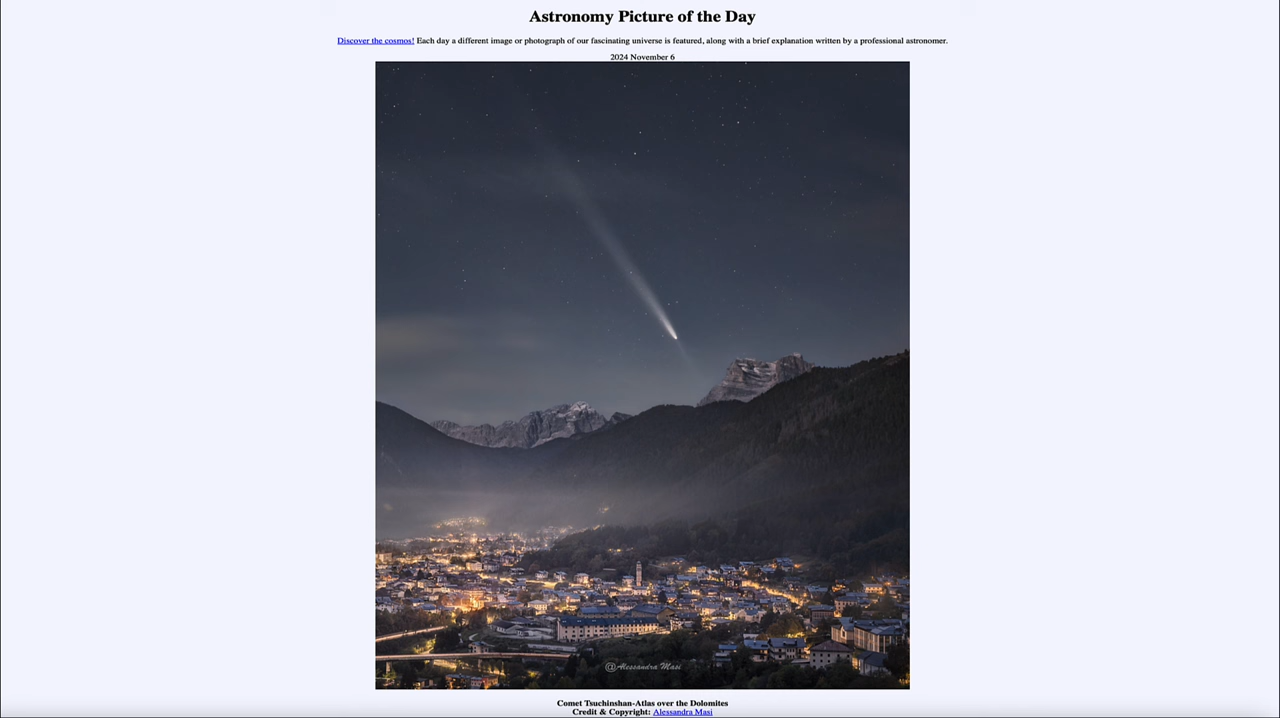 Astronomy Picture of the Day
Discover the cosmos! Each day a different image or photograph of our fascinating universe is featured, along with a brief explanation written by a professional astronomer.
2024 November 6
@Alessandra Masi
Comet Tsuchinshan-Atlas over the Dolomites
Credit & Copyright: Alessandra Masi